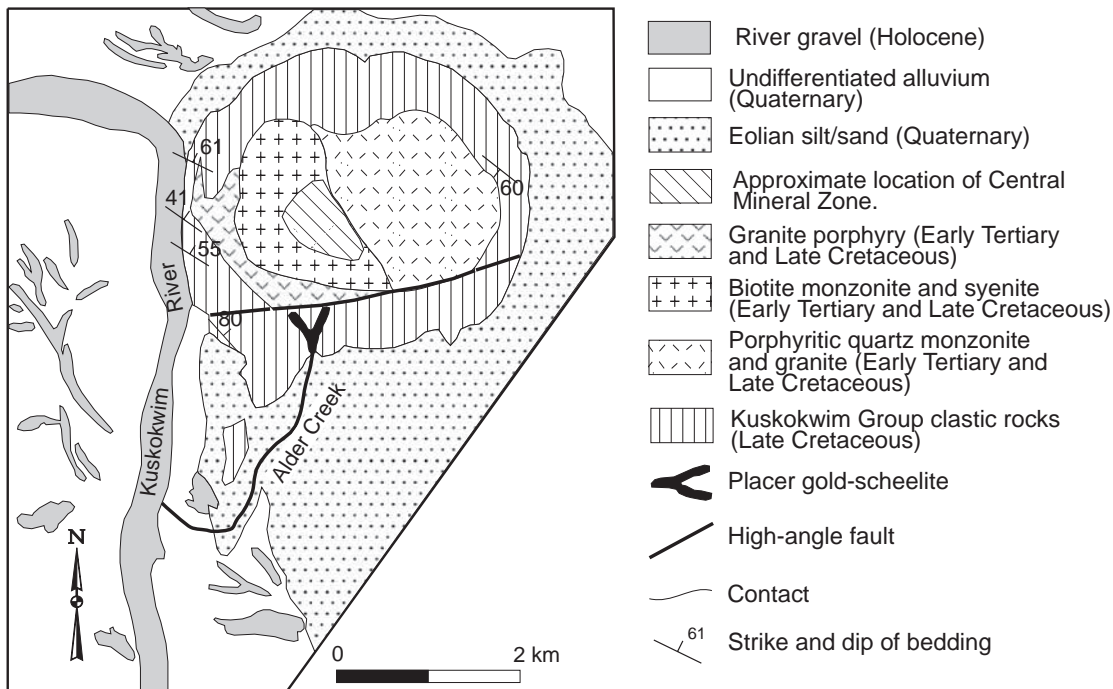 61
41
55
60
80
River
Kuskokwim
Alder Creek
N
0 2 km
River gravel (Holocene)
Undifferentiated alluvium
(Quaternary)
Eolian silt/sand (Quaternary)
Approximate location of Central
Mineral Zone.
Granite porphyry (Early Tertiary
and Late Cretaceous)
Biotite monzonite and syenite
(Early Tertiary and Late Cretaceous)
Porphyritic quartz monzonite
and granite (Early Tertiary and
Late Cretaceous)
Kuskokwim Group clastic rocks
(Late Cretaceous)
Placer gold-scheelite
High-angle fault
Contact
61
Strike and dip of bedding